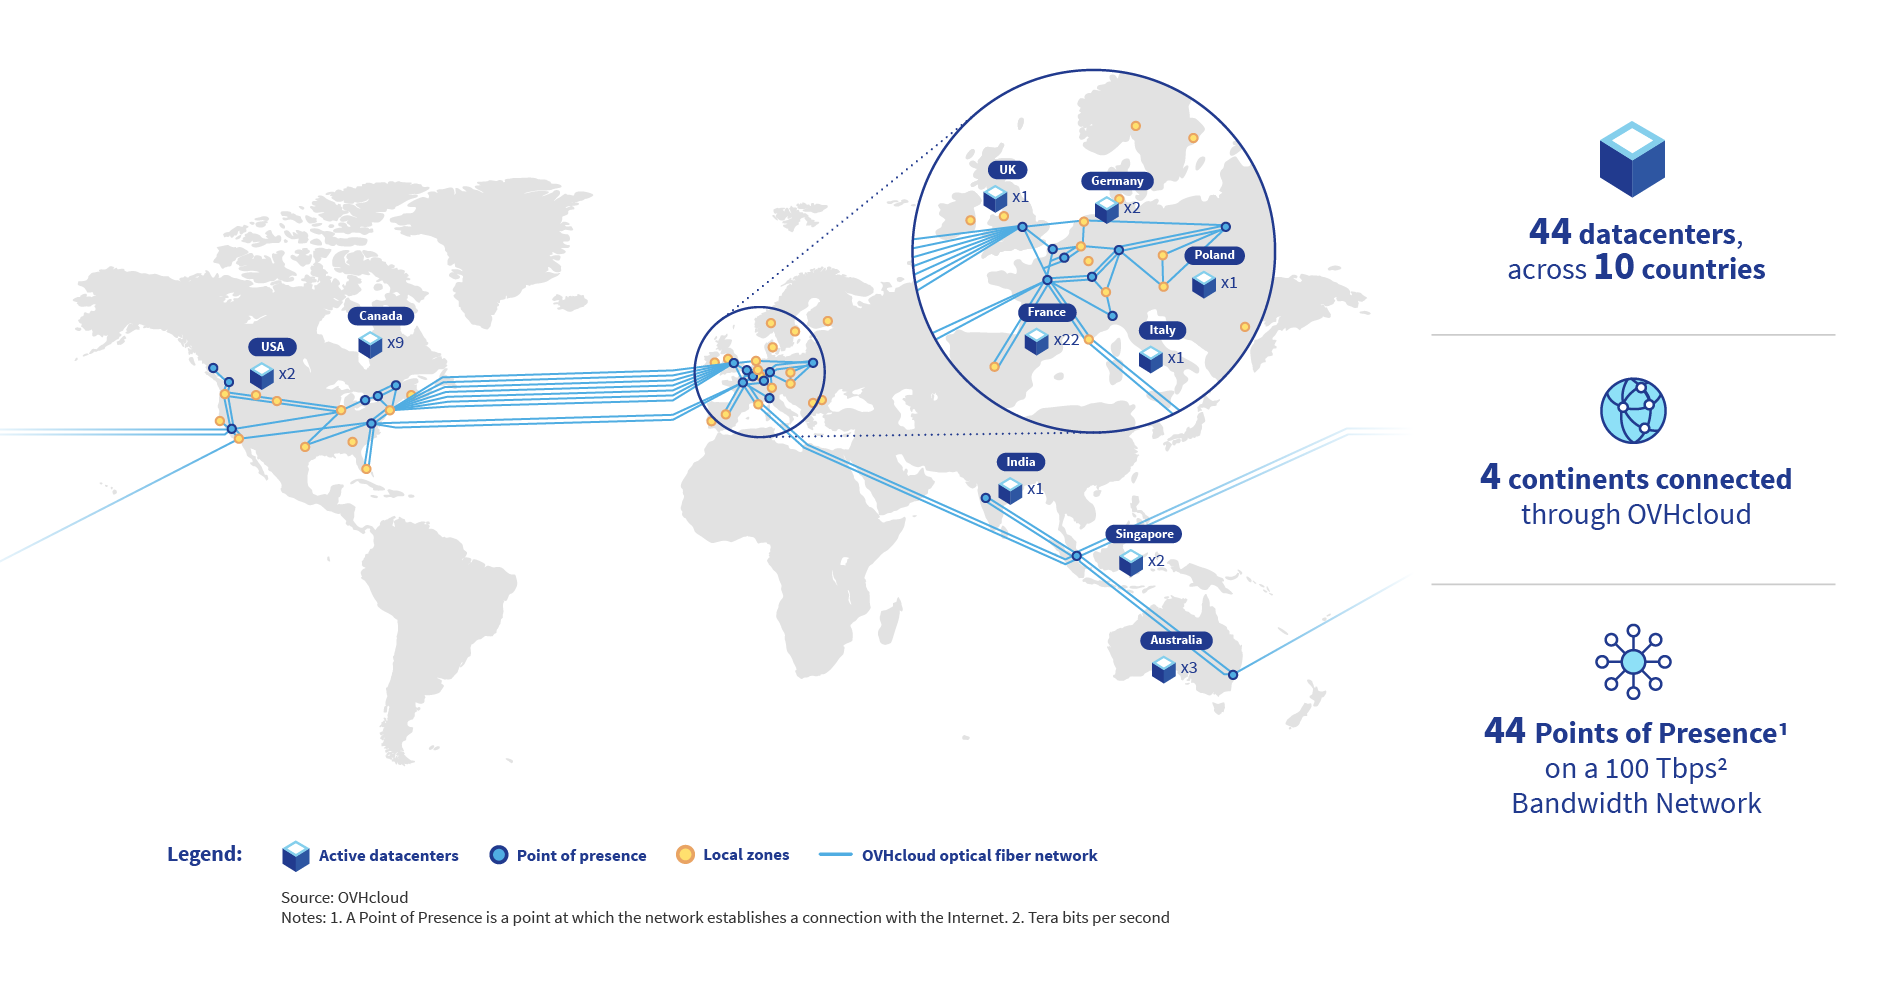 UK
x1
Germany
x2
Poland
x1
France
x22
Italy
x1
Canada
x9
USA
x2
India
x1
Singapore
x2
Australia
x3
44 datacenters,
across 10 countries
4 continents connected
through OVHcloud
44 Points of Presence¹
on a 100 Tbps²
Bandwidth Network
Legend:
Active datacenters
Point of presence
Local zones
OVHcloud optical fiber network
Source: OVHcloud
Notes: 1. A Point of Presence is a point at which the network establishes a connection with the Internet. 2. Tera bits per second